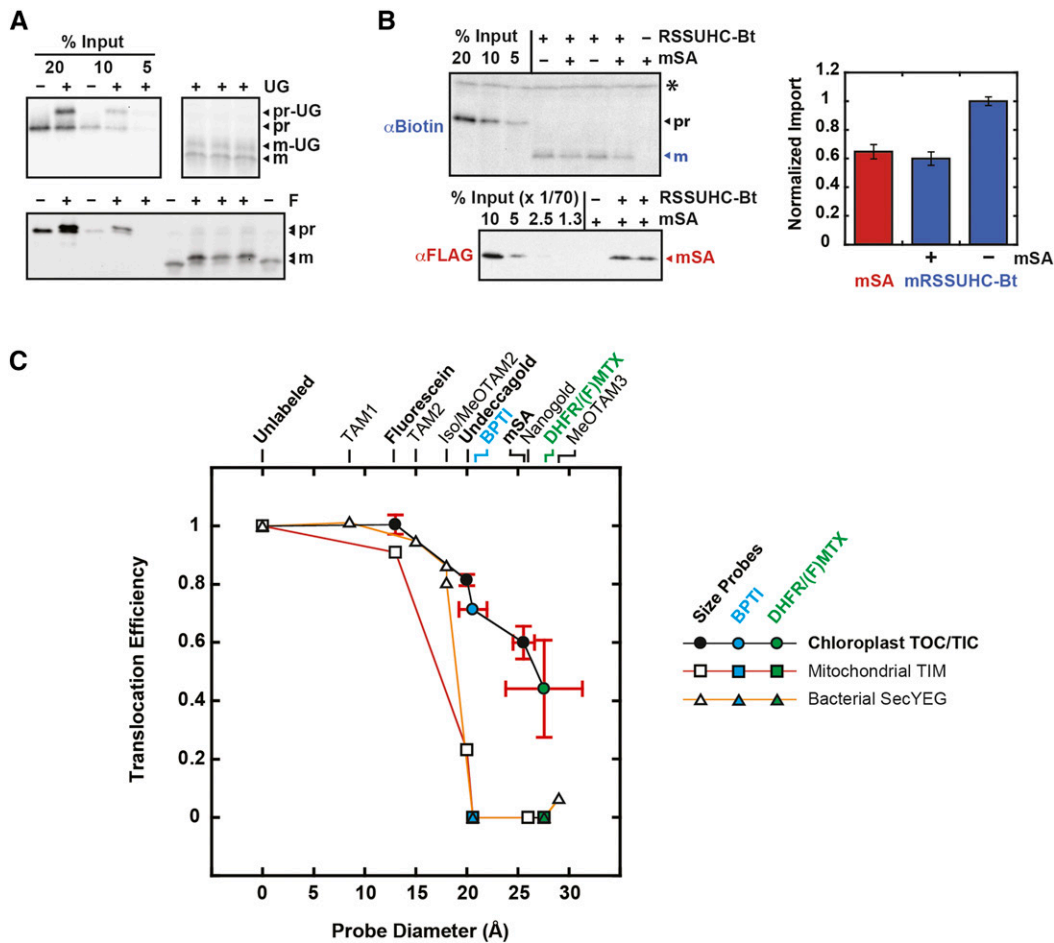 A
% Input
20 10 5
− + − + + + + + UG
pr-UG
pr
m-UG
m
− + − + + − + + + − F
pr
m
B
% Input + + + + − RSSUHC-Bt
20 10 5 − + − + + mSA
*
αBiotin
pr
m
% Input (x 1/70) − + + RSSUHC-Bt
10 5 2.5 1.3 + + + mSA
αFLAG
mSA
Normalized Import
1.2
1
0.8
0.6
0.4
0.2
0
+ − mSA
mSA mRSSUHC-Bt
C
Unlabeled
TAM1
Fluorescein
TAM2
Iso/MeOTAM2
Undeccagold
BPTI
mSA
Nanogold
DHFR/(F)MTX
MeOTAM3
Translocation Efficiency
1
0.8
0.6
0.4
0.2
0
0 5 10 15 20 25 30
Probe Diameter (Å)
Size Probes
BPTI
DHFR/(F)MTX
Chloroplast TOC/TIC
Mitochondrial TIM
Bacterial SecYEG